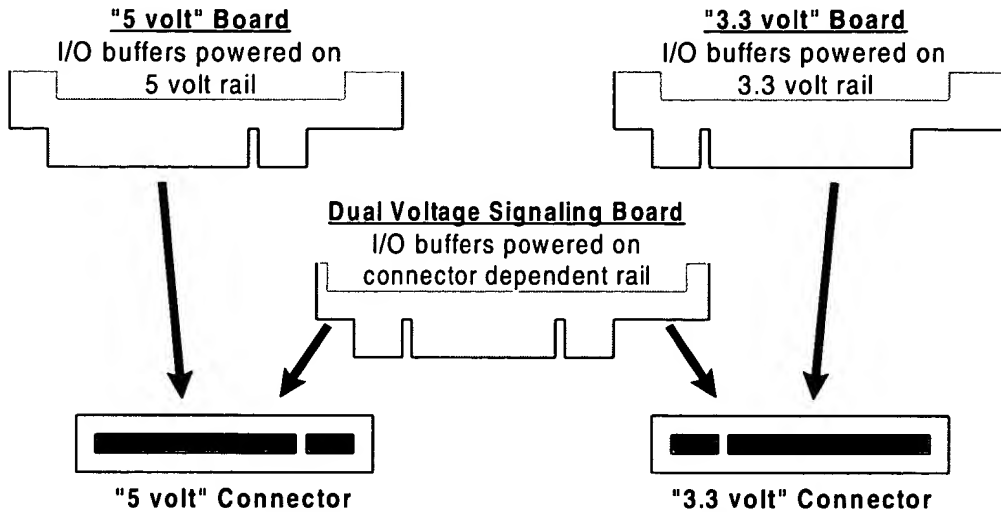 "5 volt" Board
I/O buffers powered on
5 volt rail
"3.3 volt" Board
I/O buffers powered on
3.3 volt rail
Dual Voltage Signaling Board
I/O buffers powered on
connector dependent rail
"5 volt" Connector
"3.3 volt" Connector